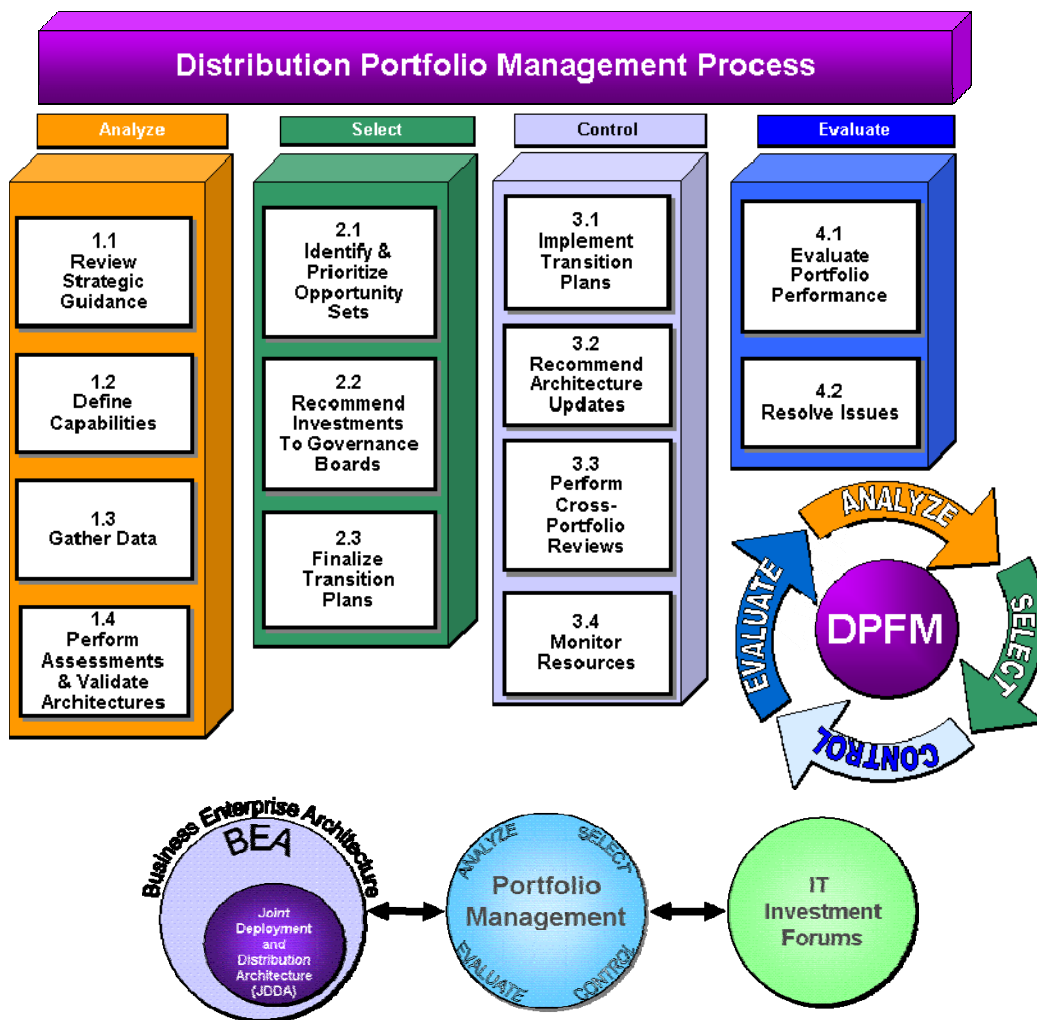 Distribution Portfolio Management Process
Analyze
1.1
Review
Strategic
Guidance
1.2
Define
Capabilities
1.3
Gather Data
1.4
Perform
Assessments
& Validate
Architectures
Select
2.1
Identify &
Prioritize
Opportunity
Sets
2.2
Recommend
Investments
To Governance
Boards
2.3
Finalize
Transition
Plans
Control
3.1
Implement
Transition
Plans
3.2
Recommend
Architecture
Updates
3.3
Perform
Cross-
Portfolio
Reviews
3.4
Monitor
Resources
Evaluate
4.1
Evaluate
Portfolio
Performance
4.2
Resolve Issues
ANALYZE
SELECT
CONTROL
EVALUATE
DPFM
Business Enterprise Architecture
BEA
Joint
Deployment
and
Distribution
Architecture
(JDDA)
ANALYZE
SELECT
Portfolio
Management
EVALUATE
CONTROL
IT
Investment
Forums